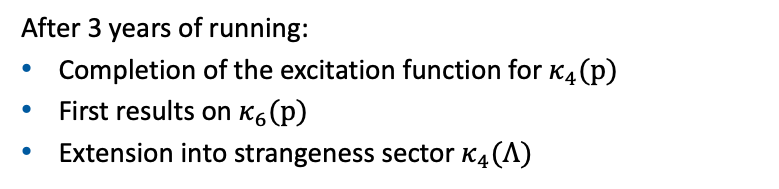 After 3 years of running:
• Completion of the excitation function for κ₄(p)
• First results on κ₆(p)
• Extension into strangeness sector κ₄(Λ)